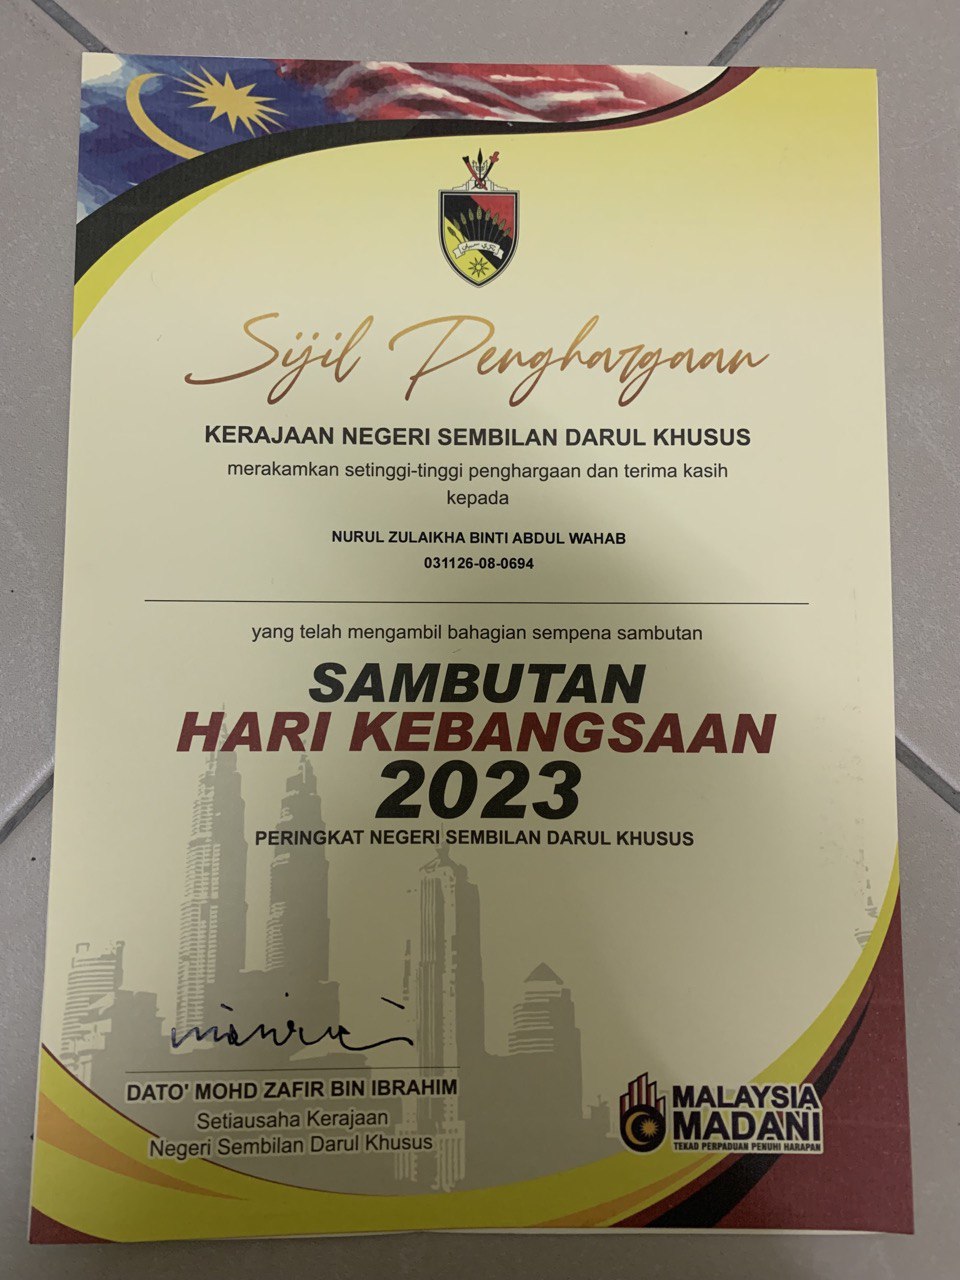 Sijil Penghargaan
KERAJAAN NEGERI SEMBILAN DARUL KHUSUS
merakamkan setinggi-tinggi penghargaan dan terima kasih
kepada
NURUL ZULAIKHA BINTI ABDUL WAHAB
031126-08-0694
yang telah mengambil bahagian sempena sambutan
SAMBUTAN
HARI KEBANGSAAN
2023
PERINGKAT NEGERI SEMBILAN DARUL KHUSUS
DATO' MOHD ZAFIR BIN IBRAHIM
Setiausaha Kerajaan
Negeri Sembilan Darul Khusus
MALAYSIA
MADANI
TEKAD PERPADUAN PENUHI HARAPAN